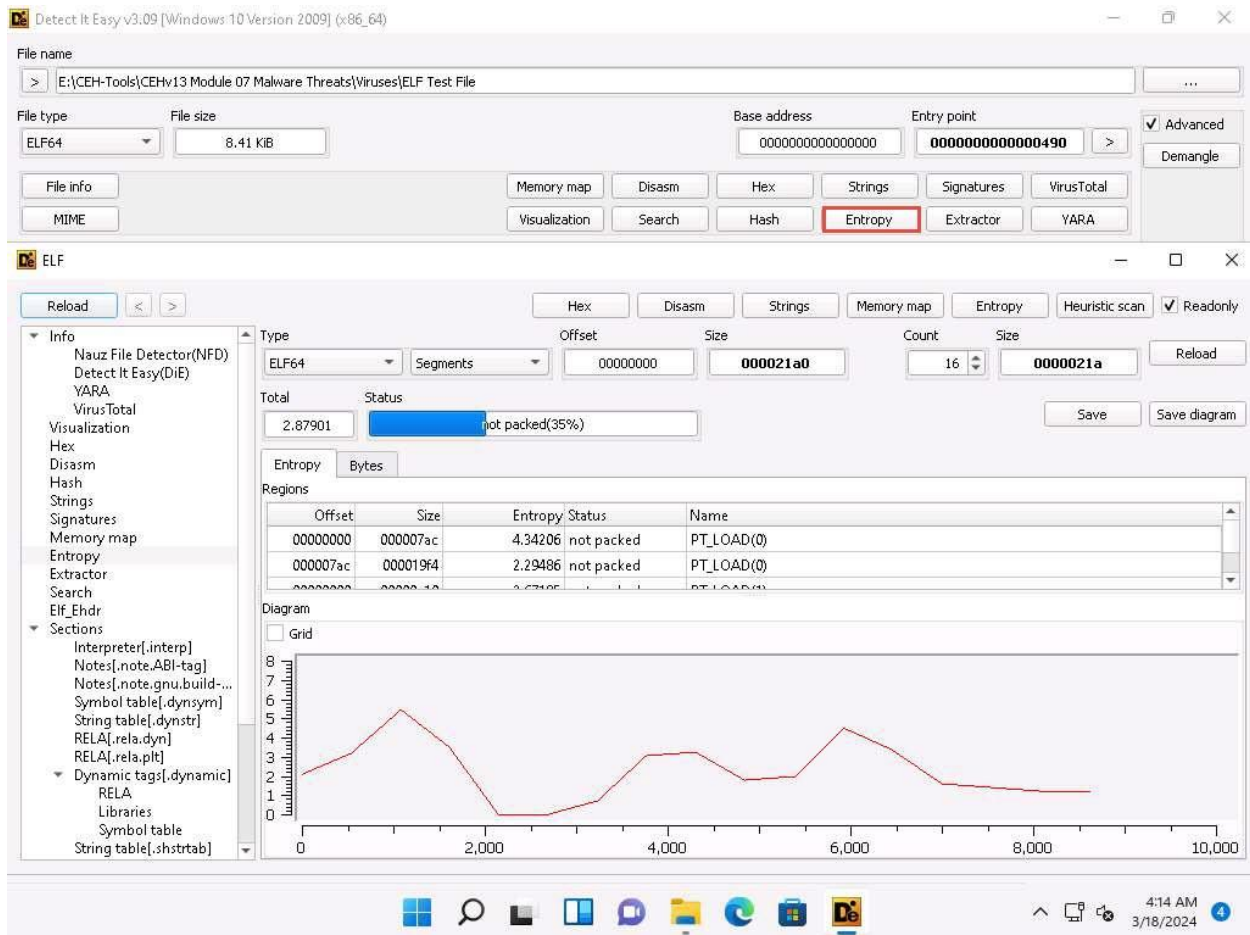 Detect It Easy v3.09 [Windows 10 Version 2009] (x86_64)
File name
> E:\CEH-Tools\CEHv13 Module 07 Malware Threats\Viruses\ELF Test File ...
File type File size Base address Entry point
ELF64 8.41 KiB 0000000000000000 0000000000000490 > Advanced
Demangle
File info Memory map Disasm Hex Strings Signatures VirusTotal
MIME Visualization Search Hash Entropy Extractor YARA
ELF
Reload < > Hex Disasm Strings Memory map Entropy Heuristic scan Readonly
Info
Nauz File Detector(NFD)
Detect It Easy(DiE)
YARA
VirusTotal
Visualization
Hex
Disasm
Hash
Strings
Signatures
Memory map
Entropy
Extractor
Search
Elf_Ehdr
Sections
Interpreter[.interp]
Notes[.note.ABI-tag]
Notes[.note.gnu.build-...
Symbol table[.dynsym]
String table[.dynstr]
RELA[.rela.dyn]
RELA[.rela.plt]
Dynamic tags[.dynamic]
RELA
Libraries
Symbol table
String table[.shstrtab]
Type Offset Size Count Size
ELF64 Segments 00000000 000021a0 16 0000021a Reload
Total Status
2.87901 not packed(35%) Save Save diagram
Entropy Bytes
Regions
Offset Size Entropy Status Name
00000000 000007ac 4.34206 not packed PT_LOAD(0)
000007ac 000019f4 2.29486 not packed PT_LOAD(0)
Diagram
Grid
8
7
6
5
4
3
2
1
0
0 2,000 4,000 6,000 8,000 10,000
4:14 AM
3/18/2024
4